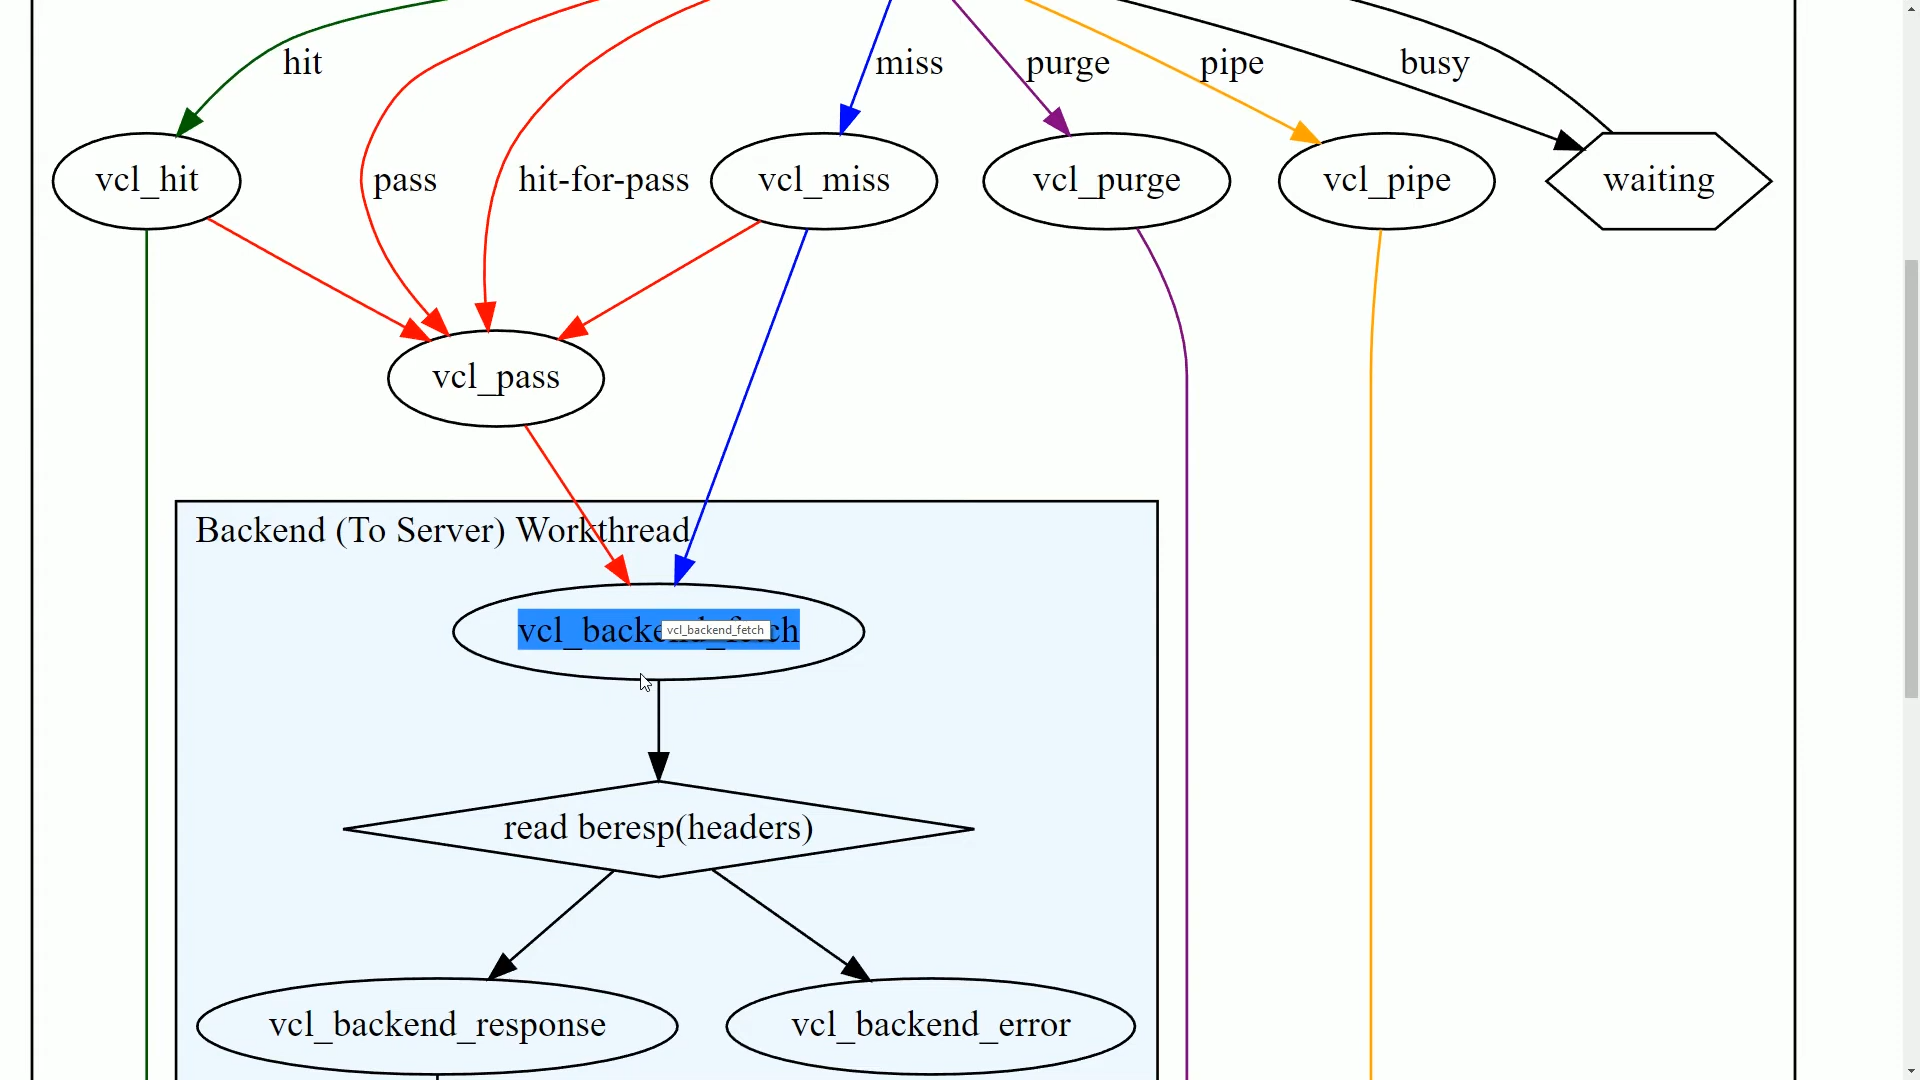 hit
miss
purge
pipe
busy
vcl_hit
pass
hit-for-pass
vcl_miss
vcl_purge
vcl_pipe
waiting
vcl_pass
Backend (To Server) Workthread
vcl_backend_fetch
vcl_backend_fetch
read beresp(headers)
vcl_backend_response
vcl_backend_error